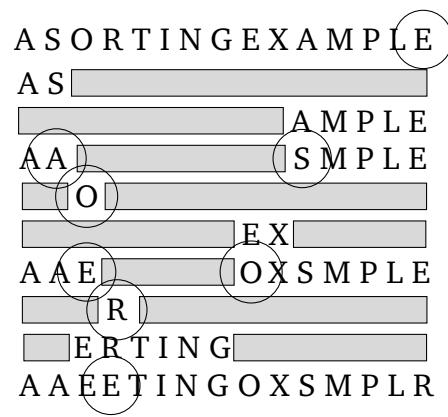 A S O R T I N G E X A M P L E
A S
A M P L E
A A S M P L E
O
E X
A A E O X S M P L E
R
E R T I N G
A A E E T I N G O X S M P L R